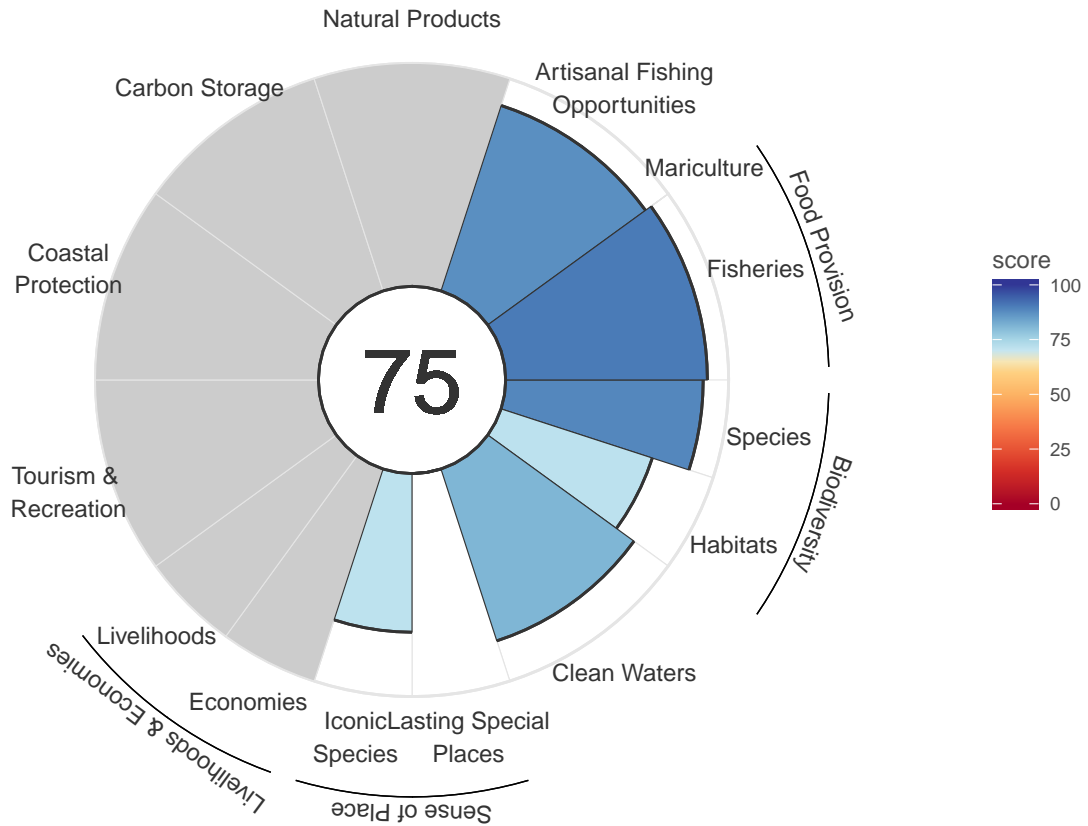 Natural Products
Artisanal Fishing
Opportunities
Carbon Storage
Mariculture
Food Provision
Fisheries
Coastal
Protection
score
100
75
50
25
0
75
Species
Biodiversity
Habitats
Tourism &
Recreation
Livelihoods
Clean Waters
Economies
Livelihoods & Economies
Iconic
Species
Lasting Special
Places
Sense of Place